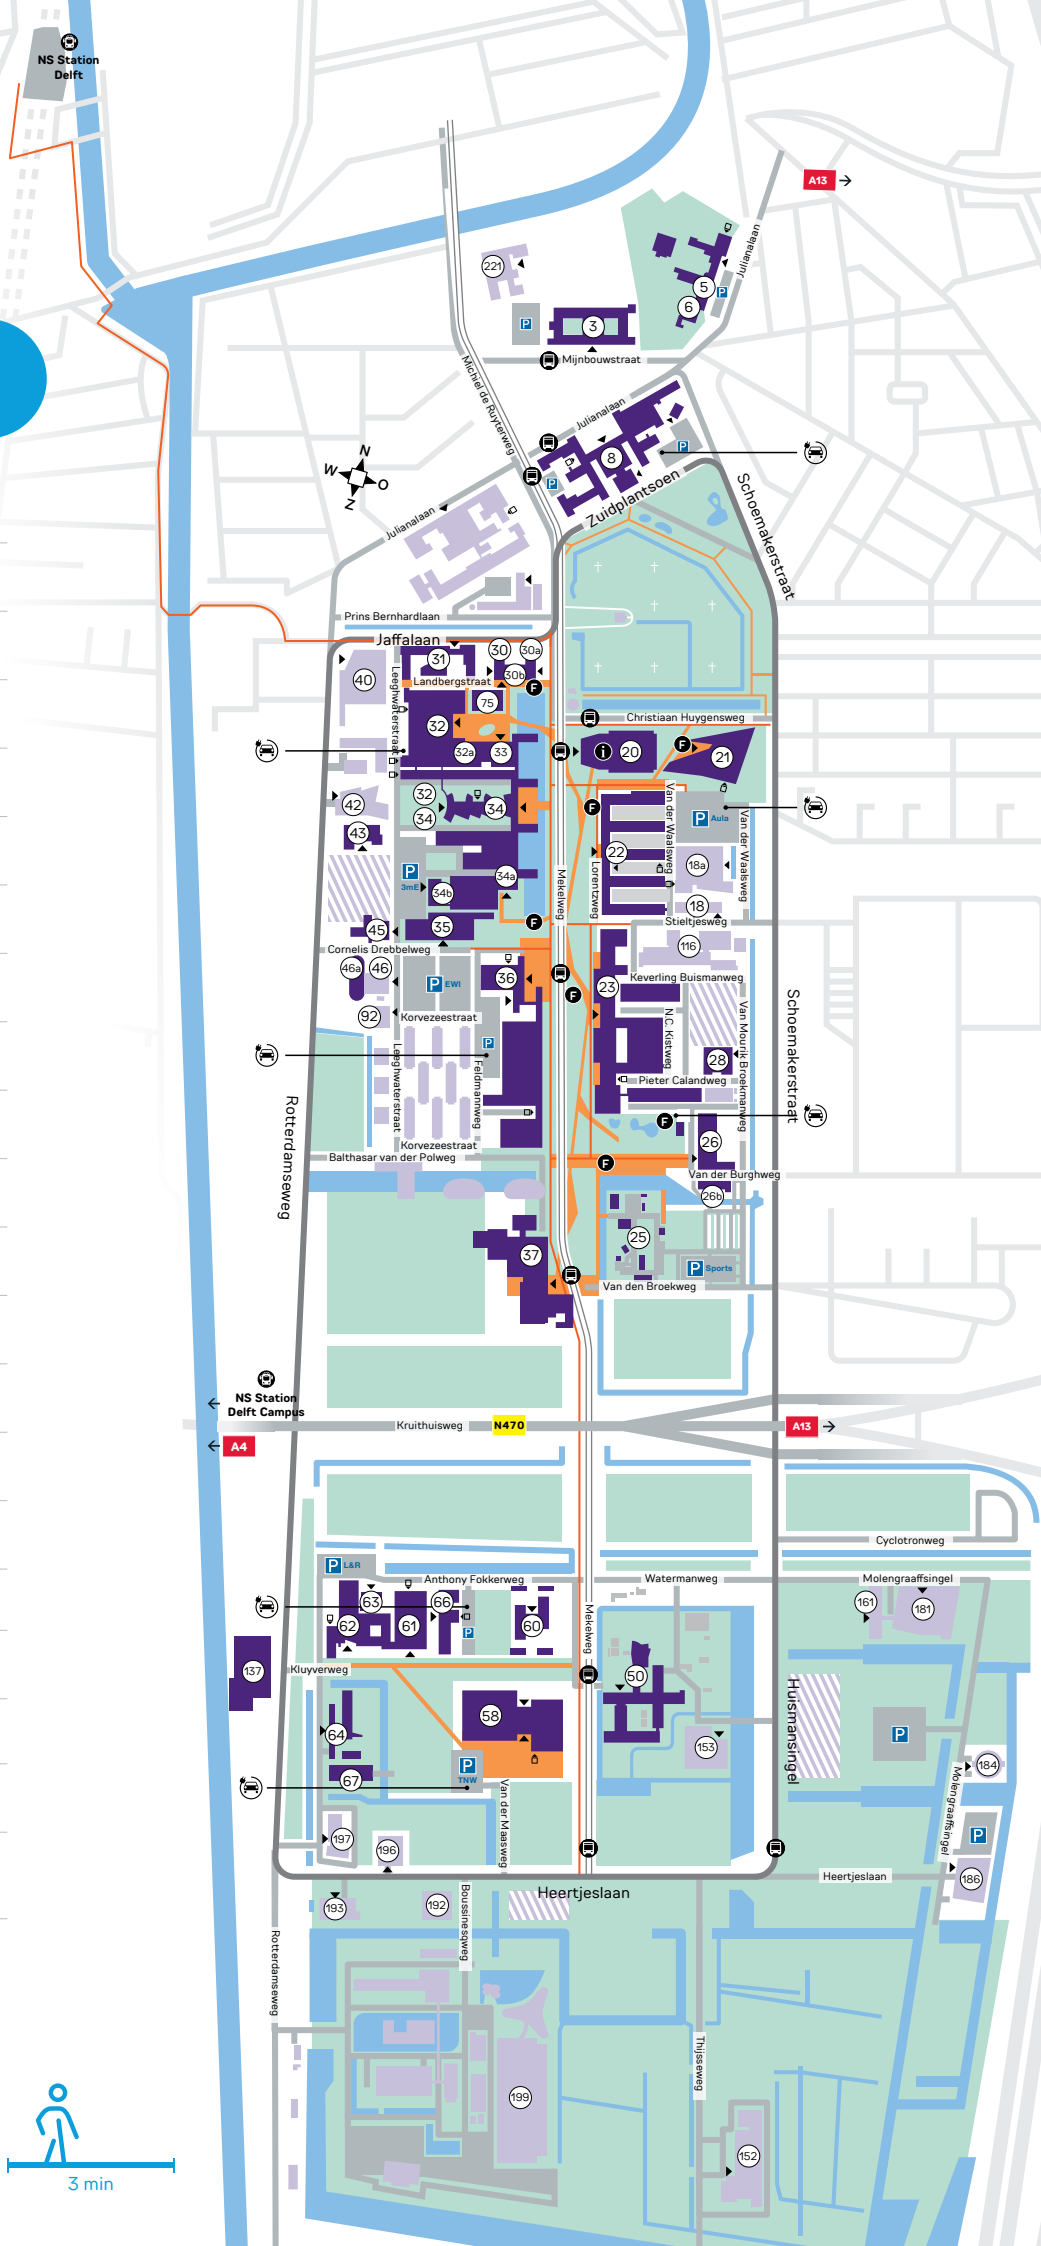 NS Station
Delft
A13
Julianalaan
221
5
P
6
P
3
Mijnbouwstraat
Michiel de Ruyterweg
Julianalaan
P
8
N
W
O
Z
P
Zuidplantsoen
Schoemakerstraat
Julianalaan
Prins Bernhardlaan
Jaffalaan
31
30
30a
40
Leeghwaterstraat
Landbergstraat
30b
F
75
32
Christiaan Huygensweg
32a
33
i
20
F
21
32
34
42
34
43
F
Van der Waalsweg
P Aula
Van der Waalsweg
22
18a
P
3mE
34a
34b
Mekelweg
Lorentzweg
18
45
35
F
Stieltjesweg
Cornelis Drebbelweg
116
46a
46
P EWI
36
23
Keverling Buismanweg
F
92
Korvezeestraat
N.C. Kistweg
Van Mourik Broekmanweg
Schoemakerstraat
P
Leeghwaterstraat
Feldmannweg
28
Pieter Calandweg
Rotterdamseweg
F
26
Korvezeestraat
Balthasar van der Polweg
F
Van der Burghweg
26b
37
25
P Sports
Van den Broekweg
NS Station
Delft Campus
Kruithuisweg
N470
A13
A4
Cyclotronweg
P L&R
Anthony Fokkerweg
Watermanweg
Molengraaffsingel
63
66
161
181
62
61
P
60
Mekelweg
137
Kluyverweg
50
Huismansingel
58
64
153
P
67
P
TNW
184
Van der Maasweg
Molengraaffsingel
P
197
196
Heertjeslaan
186
Heertjeslaan
193
192
Boussinesqweg
Rotterdamseweg
Thijsseweg
199
152
3 min